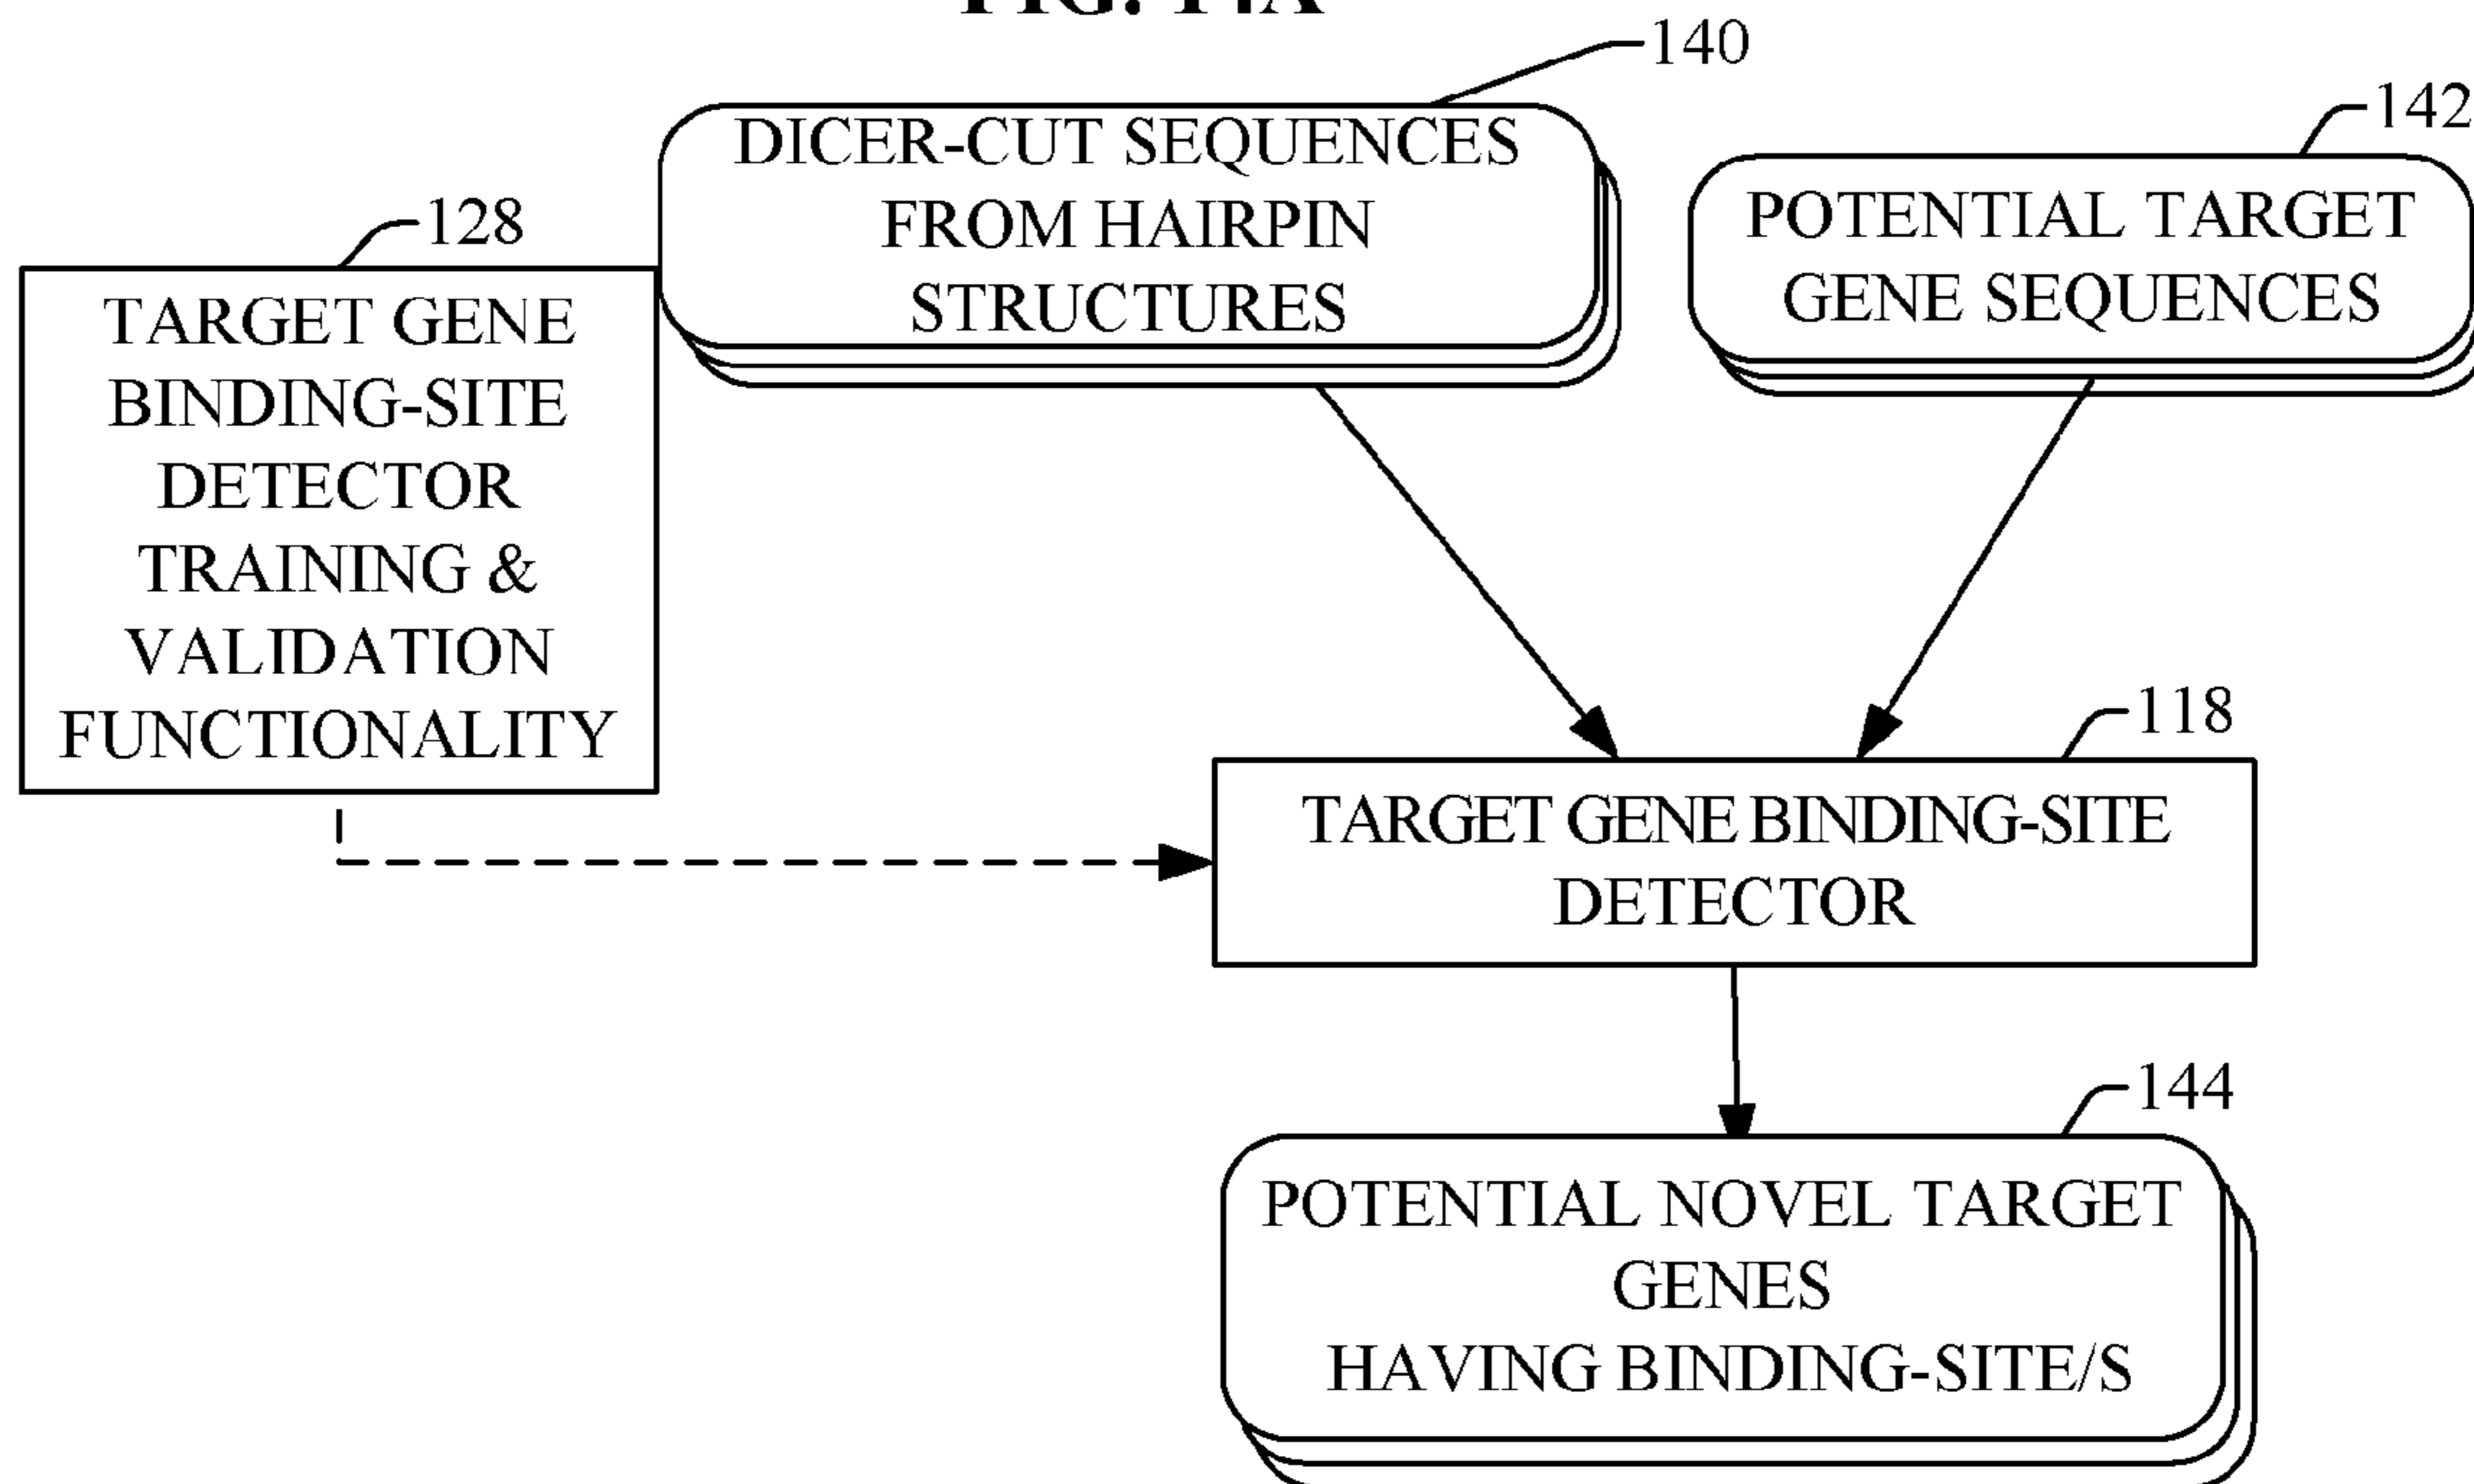 140
DICER-CUT SEQUENCES
FROM HAIRPIN
STRUCTURES
142
POTENTIAL TARGET
GENE SEQUENCES
128
TARGET GENE
BINDING-SITE
DETECTOR
TRAINING &
VALIDATION
FUNCTIONALITY
118
TARGET GENE BINDING-SITE
DETECTOR
144
POTENTIAL NOVEL TARGET
GENES
HAVING BINDING-SITE/S